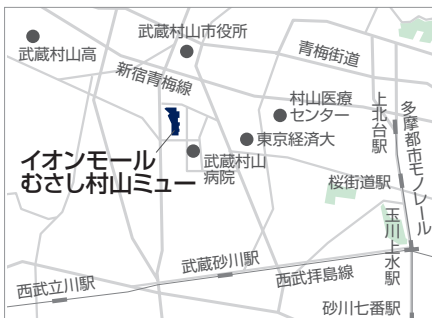 武蔵村山市役所
武蔵村山高
青梅街道
新宿青梅線
村山医療
センター
上北台駅
多摩都市モノレール
東京経済大
イオンモール
むさし村山ミュー
武蔵村山
病院
桜街道駅
玉川上水駅
武蔵砂川駅
西武拝島線
西武立川駅
砂川七番駅